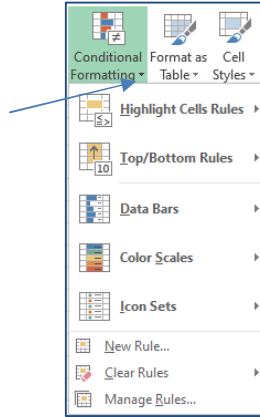 Conditional Format as Cell
Formatting Table Styles
Highlight Cells Rules
Top/Bottom Rules
10
Data Bars
Color Scales
Icon Sets
New Rule...
Clear Rules
Manage Rules...